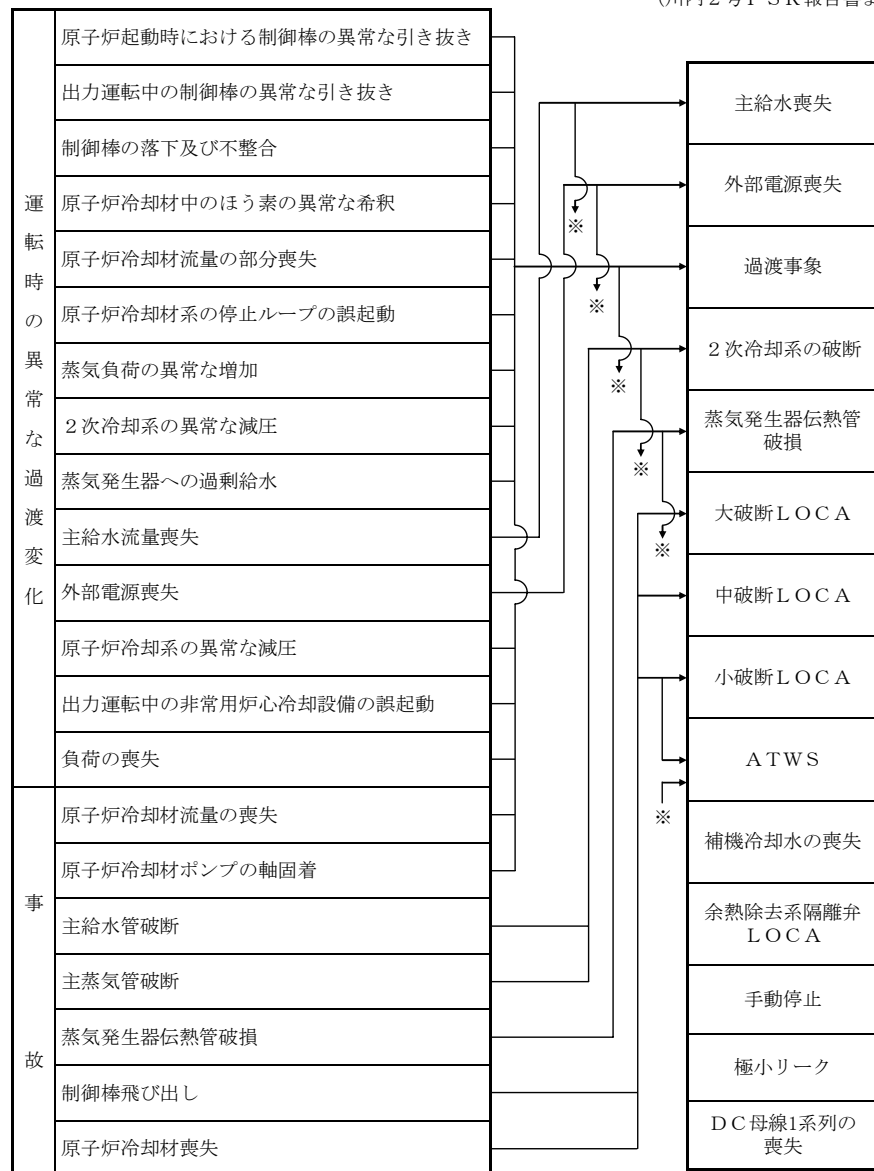 (川内２号ＰＳＲ報告書ま
運転時の異常な過渡変化
原子炉起動時における制御棒の異常な引き抜き
出力運転中の制御棒の異常な引き抜き
制御棒の落下及び不整合
原子炉冷却材中のほう素の異常な希釈
原子炉冷却材流量の部分喪失
原子炉冷却材系の停止ループの誤起動
蒸気負荷の異常な増加
２次冷却系の異常な減圧
蒸気発生器への過剰給水
主給水流量喪失
外部電源喪失
原子炉冷却系の異常な減圧
出力運転中の非常用炉心冷却設備の誤起動
負荷の喪失
事故
原子炉冷却材流量の喪失
原子炉冷却材ポンプの軸固着
主給水管破断
主蒸気管破断
蒸気発生器伝熱管破損
制御棒飛び出し
原子炉冷却材喪失
※
※
※
※
※
※
主給水喪失
外部電源喪失
過渡事象
２次冷却系の破断
蒸気発生器伝熱管
破損
大破断ＬＯＣＡ
中破断ＬＯＣＡ
小破断ＬＯＣＡ
ＡＴＷＳ
補機冷却水の喪失
余熱除去系隔離弁
ＬＯＣＡ
手動停止
極小リーク
ＤＣ母線1系列の
喪失